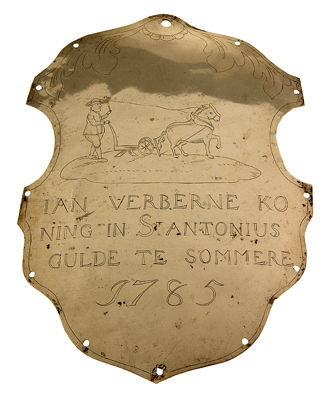 IAN VERBERNE KO
NING IN St ANTONIUS
GULDE TE SOMMERE
1785